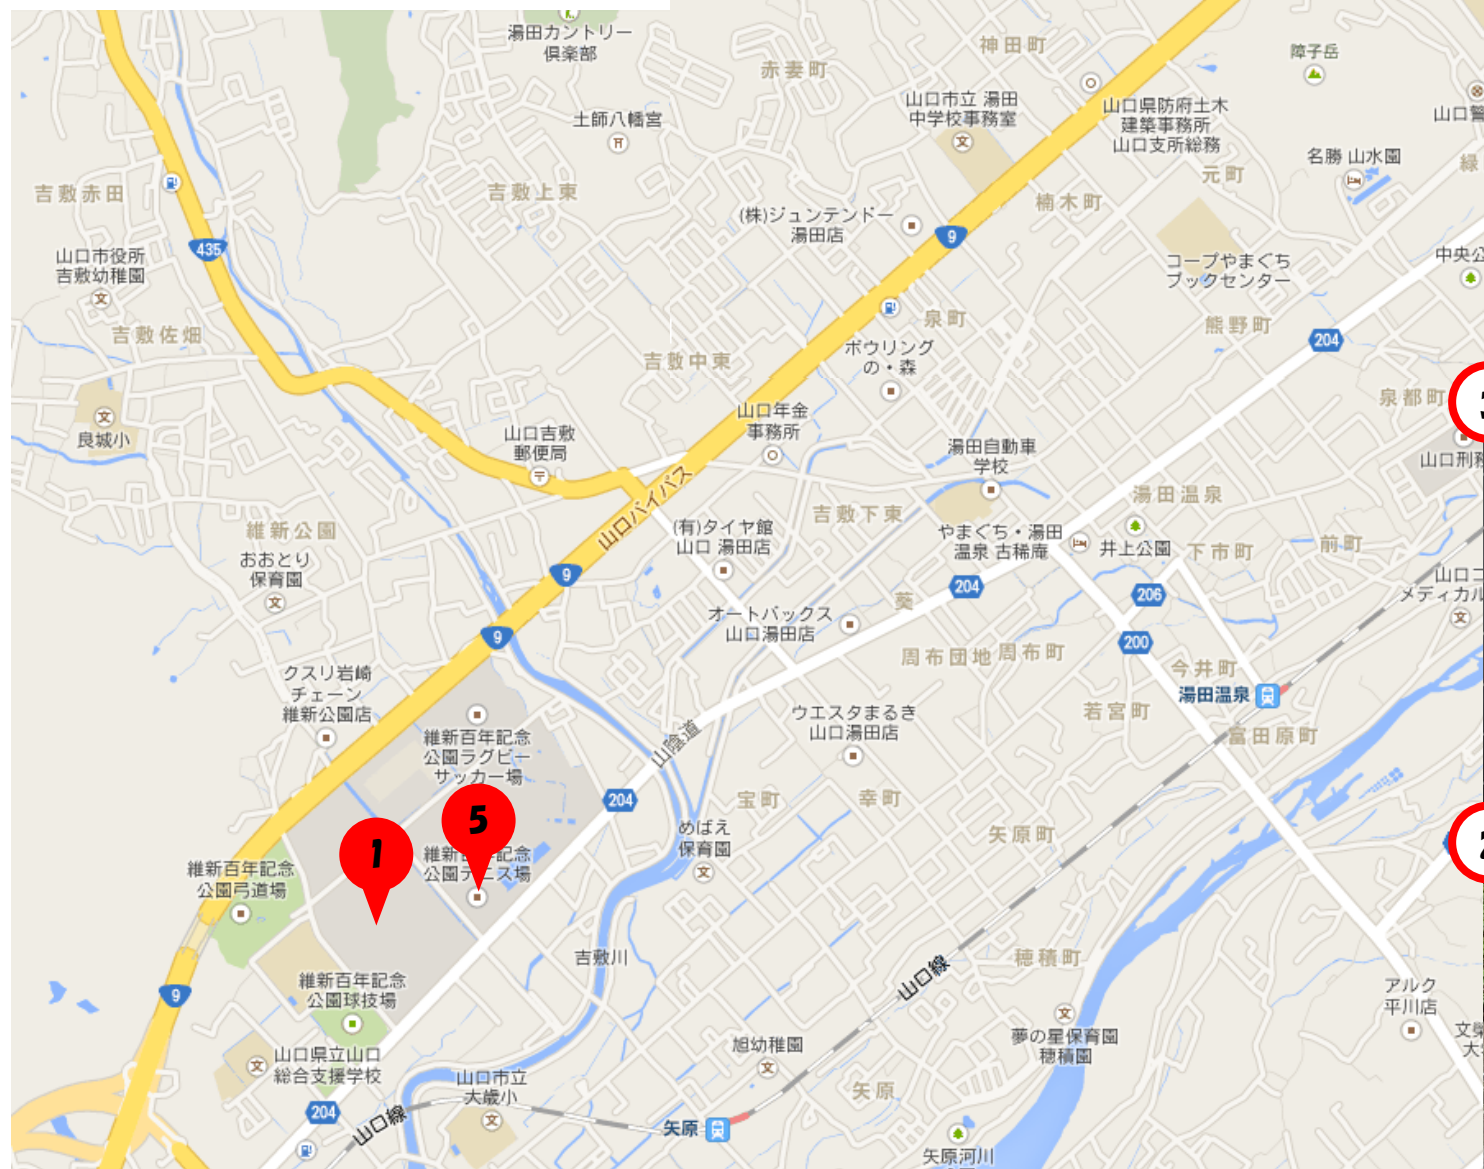 湯田カントリー
倶楽部
神田町
障子岳
赤妻町
山口市立 湯田
中学校事務室
山口県防府土木
建築事務所
山口支所総務
土師八幡宮
名勝 山水園
元町
吉敷赤田
吉敷上東
楠木町
(株)ジュンテンドー
湯田店
9
435
山口市役所
吉敷幼稚園
コープやまぐち
ブックセンター
吉敷佐畑
泉町
熊野町
204
吉敷中東
ボウリング
の・森
泉都町
良城小
山口吉敷
郵便局
山口年金
事務所
湯田自動車
学校
湯田温泉
山口バイパス
維新公園
(有)タイヤ館
山口 湯田店
吉敷下東
やまぐち・湯田
温泉 古稀庵
井上公園
下市町
前町
おおとり
保育園
9
204
206
葵
オートバックス
山口湯田店
9
200
周布団地
周布町
今井町
湯田温泉
クスリ岩崎
チェーン
維新公園店
若宮町
富田原町
維新百年記念
公園ラグビー
サッカー場
山陰道
ウエスタまるき
山口湯田店
204
宝町
幸町
矢原町
5
1
めばえ
保育園
公園テニス場
維新百年記念
公園弓道場
吉敷川
山口線
穂積町
9
維新百年記念
公園球技場
アルク
平川店
山口県立山口
総合支援学校
旭幼稚園
夢の星保育園
穂積園
山口市立
大歳小
矢原
204
山口線
矢原
矢原河川